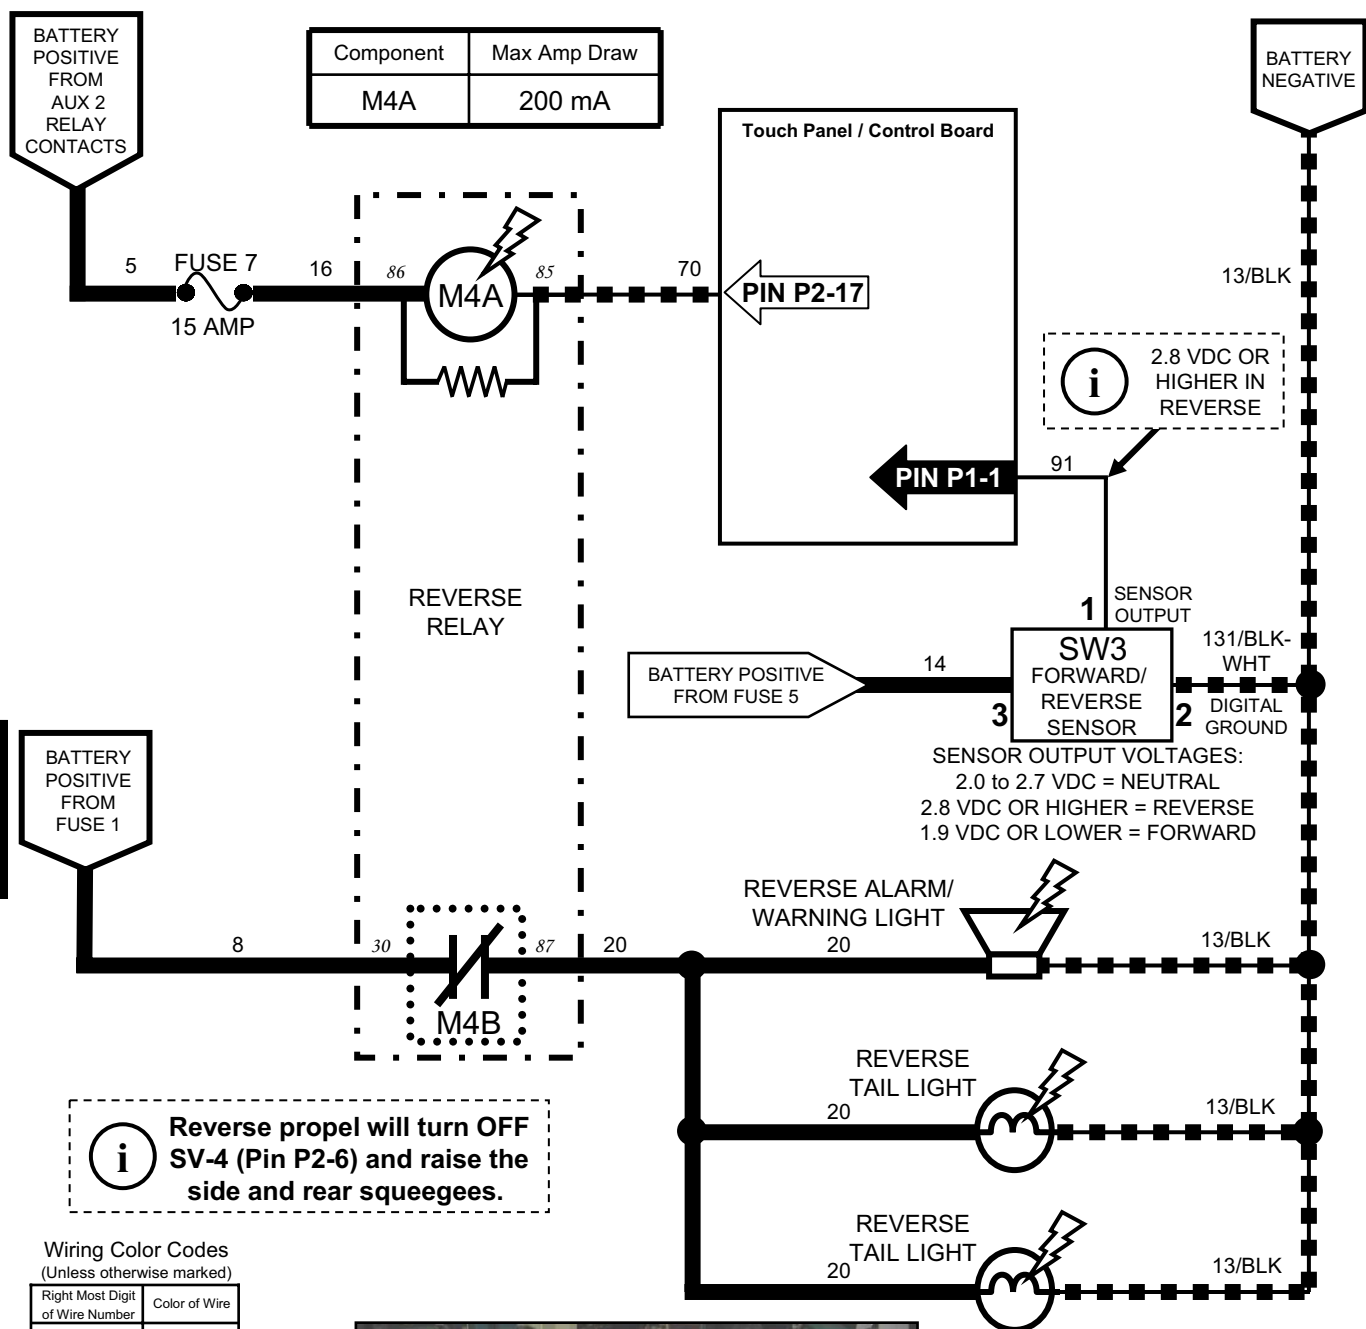 BATTERY
POSITIVE
FROM
AUX 2
RELAY
CONTACTS
Component Max Amp Draw
M4A 200 mA
BATTERY
NEGATIVE
Touch Panel / Control Board
5
FUSE 7
15 AMP
16
86
M4A
85
70
PIN P2-17
13/BLK
i
2.8 VDC OR
HIGHER IN
REVERSE
PIN P1-1
91
REVERSE
RELAY
1
SENSOR
OUTPUT
BATTERY POSITIVE
FROM FUSE 5
14
3
SW3
FORWARD/
REVERSE
SENSOR
2
131/BLK-
WHT
DIGITAL
GROUND
SENSOR OUTPUT VOLTAGES:
2.0 to 2.7 VDC = NEUTRAL
2.8 VDC OR HIGHER = REVERSE
1.9 VDC OR LOWER = FORWARD
BATTERY
POSITIVE
FROM
FUSE 1
8
30
M4B
87
20
REVERSE ALARM/
WARNING LIGHT
20
13/BLK
REVERSE
TAIL LIGHT
20
13/BLK
i
Reverse propel will turn OFF
SV-4 (Pin P2-6) and raise the
side and rear squeegees.
REVERSE
TAIL LIGHT
20
13/BLK
Wiring Color Codes
(Unless otherwise marked)
Right Most Digit
of Wire Number
Color of Wire